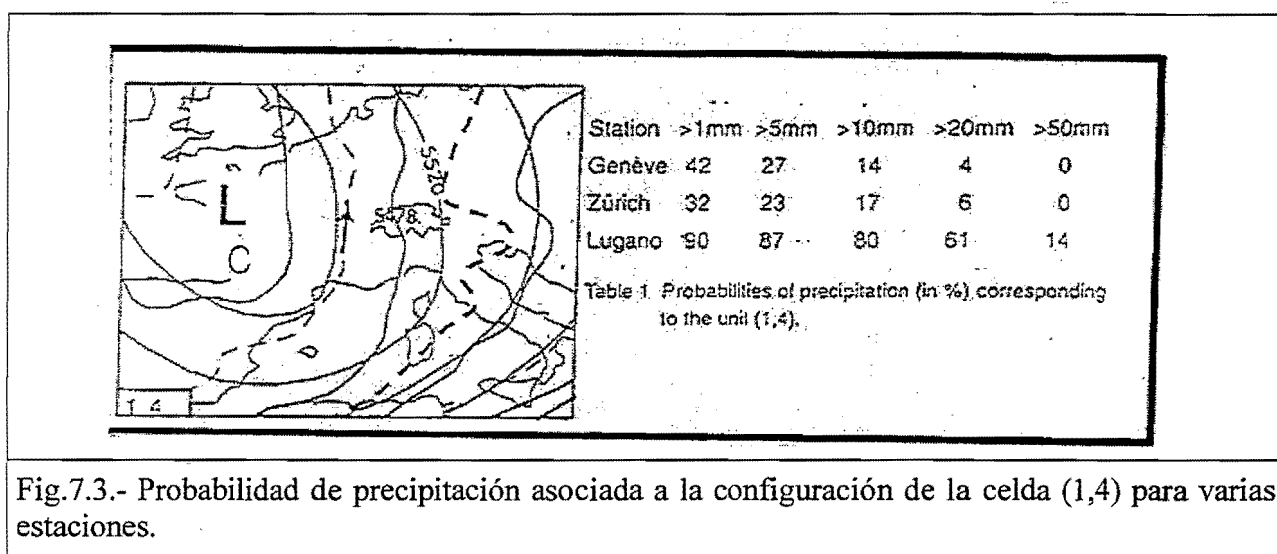 L
C
5570
5478
1 4
Station >1mm >5mm >10mm >20mm >50mm
Genève 42 27 14 4 0
Zürich 32 23 17 6 0
Lugano 90 87 80 61 14
Table 1 Probabilities of precipitation (in %) corresponding
to the unit (1,4).
Fig.7.3.- Probabilidad de precipitación asociada a la configuración de la celda (1,4) para varias
estaciones.